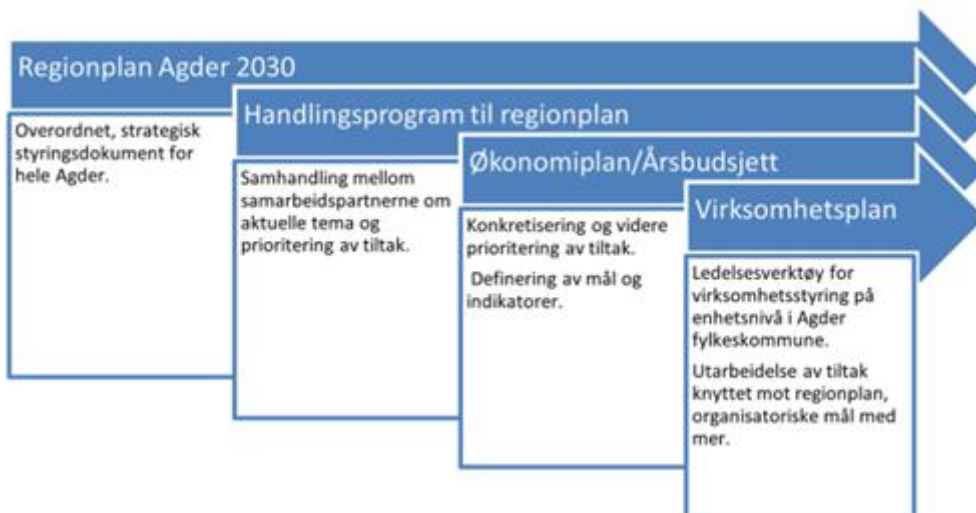 Regionplan Agder 2030
Overordnet, strategisk
styringsdokument for
hele Agder.
Handlingsprogram til regionplan
Samhandling mellom
samarbeidspartnerne om
aktuelle tema og
prioritering av tiltak.
Økonomiplan/Årsbudsjett
Konkretisering og videre
prioritering av tiltak.
Definering av mål og
indikatorer.
Virksomhetsplan
Ledelsesverktøy for
virksomhetsstyring på
enhetsnivå i Agder
fylkeskommune.
Utarbeidelse av tiltak
knyttet mot regionplan,
organisatoriske mål med
mer.